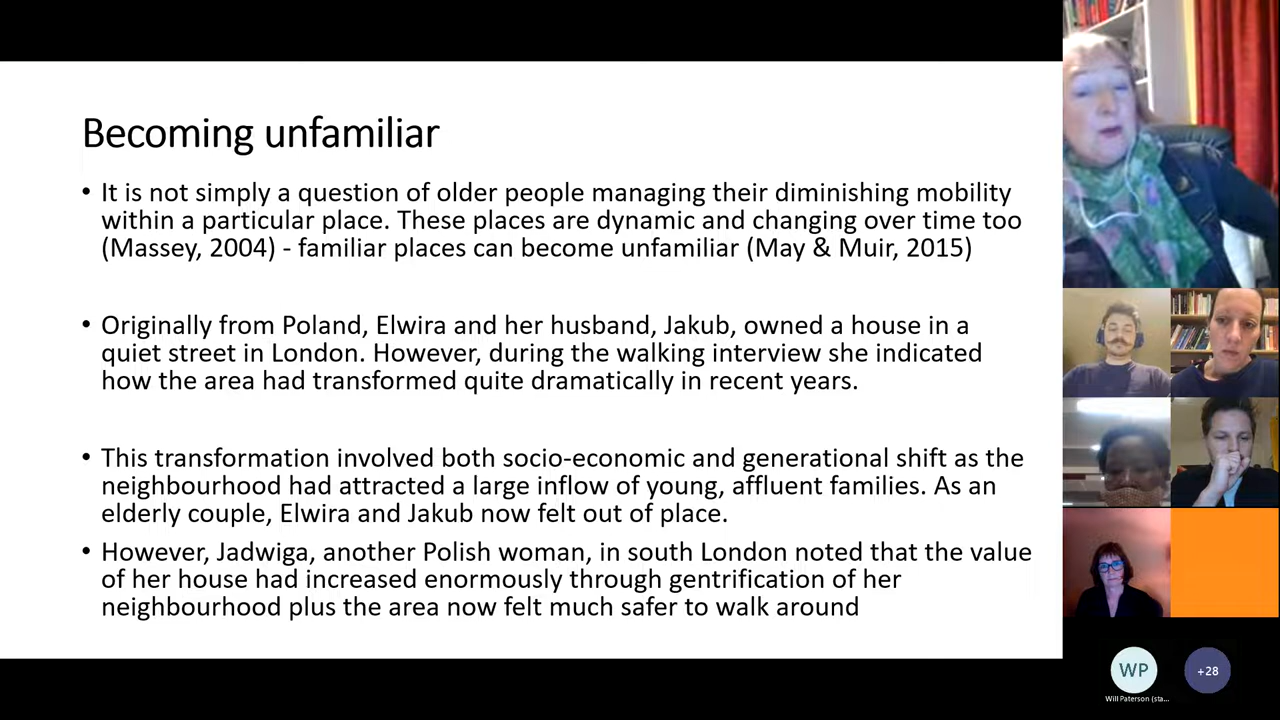 Becoming unfamiliar
• It is not simply a question of older people managing their diminishing mobility
within a particular place. These places are dynamic and changing over time too
(Massey, 2004) - familiar places can become unfamiliar (May & Muir, 2015)
• Originally from Poland, Elwira and her husband, Jakub, owned a house in a
quiet street in London. However, during the walking interview she indicated
how the area had transformed quite dramatically in recent years.
• This transformation involved both socio-economic and generational shift as the
neighbourhood had attracted a large inflow of young, affluent families. As an
elderly couple, Elwira and Jakub now felt out of place.
• However, Jadwiga, another Polish woman, in south London noted that the value
of her house had increased enormously through gentrification of her
neighbourhood plus the area now felt much safer to walk around
WP
+28
Will Paterson (sta...